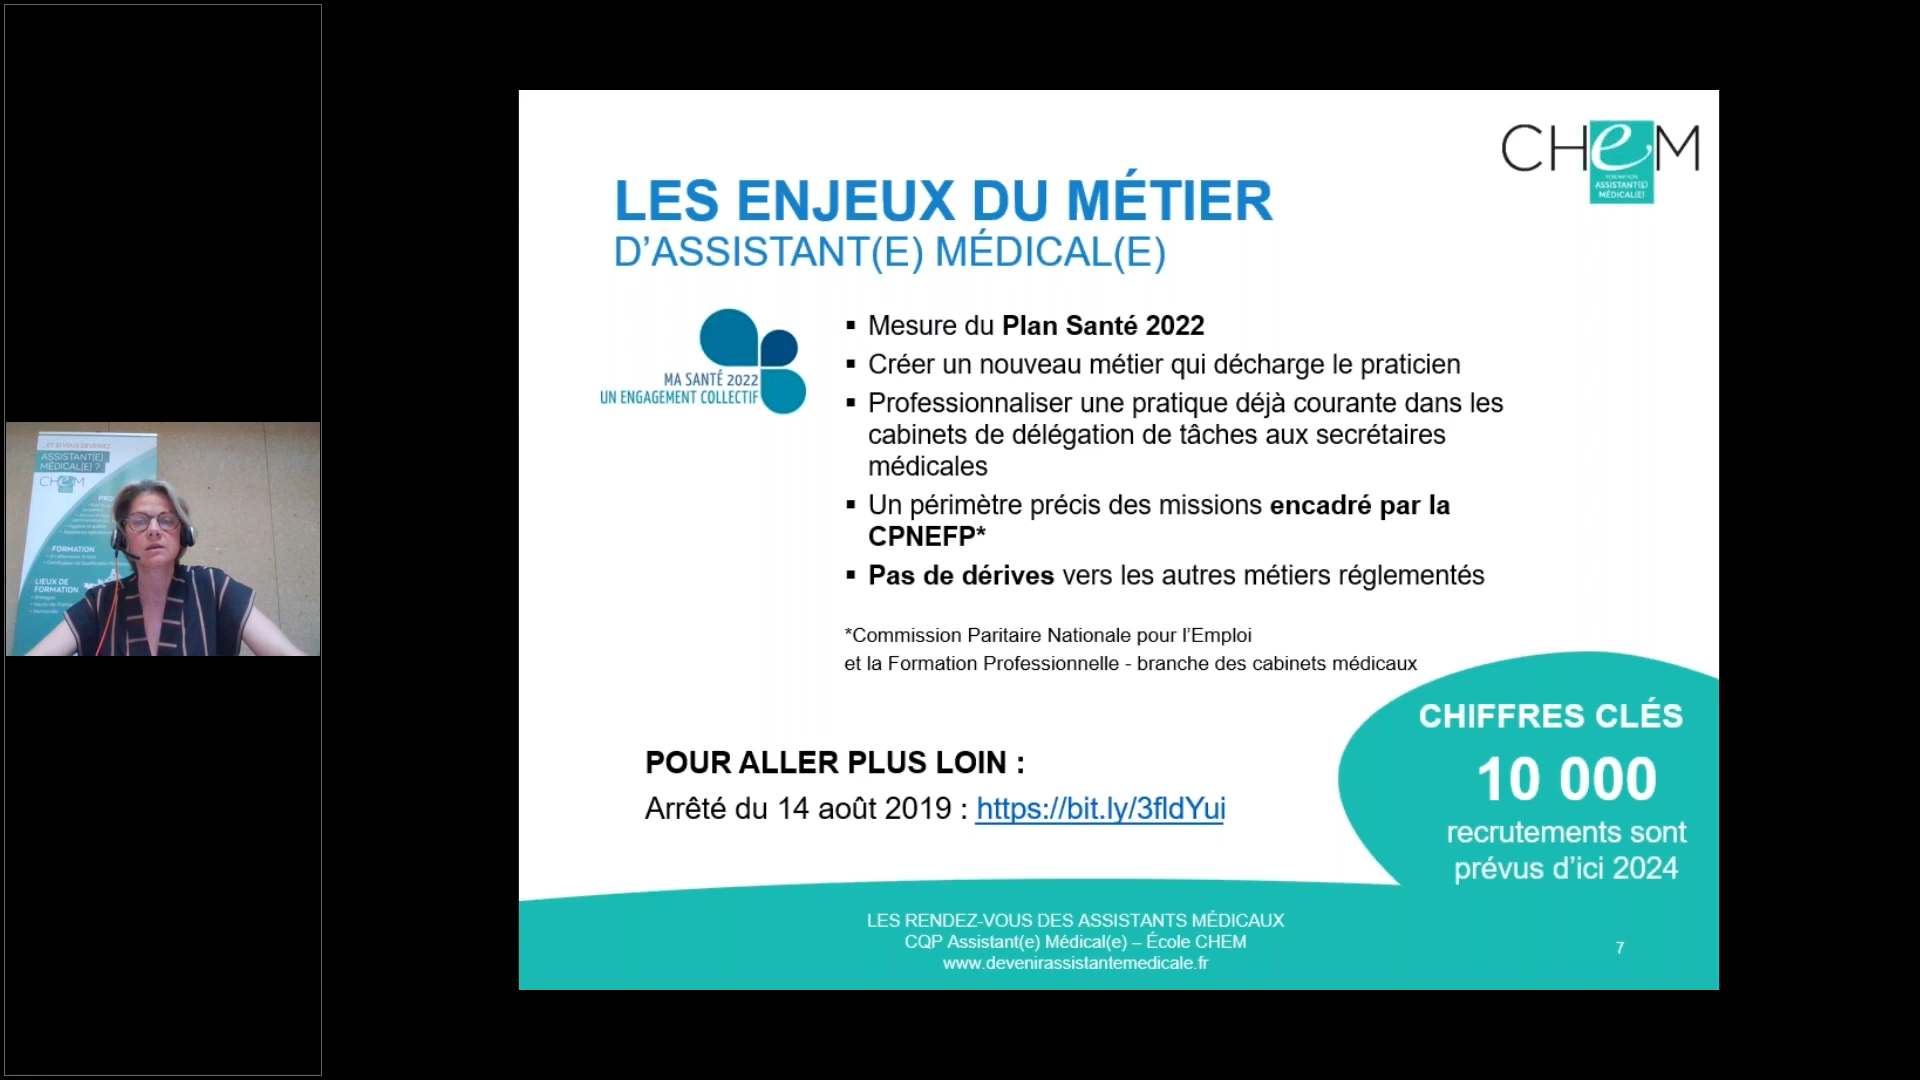 ...ET SI VOUS DEVENIEZ
ASSISTANT(E)
MÉDICAL(E) ?
CHeM
FORMATION
LIEUX DE
FORMATION
CHeM
FORMATION
ASSISTANT(E)
MÉDICAL(E)
LES ENJEUX DU MÉTIER
D’ASSISTANT(E) MÉDICAL(E)
MA SANTÉ 2022
UN ENGAGEMENT COLLECTIF
▪ Mesure du Plan Santé 2022
▪ Créer un nouveau métier qui décharge le praticien
▪ Professionnaliser une pratique déjà courante dans les
cabinets de délégation de tâches aux secrétaires
médicales
▪ Un périmètre précis des missions encadré par la
CPNEFP*
▪ Pas de dérives vers les autres métiers réglementés
*Commission Paritaire Nationale pour l’Emploi
et la Formation Professionnelle - branche des cabinets médicaux
POUR ALLER PLUS LOIN :
Arrêté du 14 août 2019 : https://bit.ly/3fldYui
CHIFFRES CLÉS
10 000
recrutements sont
prévus d’ici 2024
LES RENDEZ-VOUS DES ASSISTANTS MÉDICAUX
CQP Assistant(e) Médical(e) – École CHEM
www.devenirassistantemedicale.fr
7